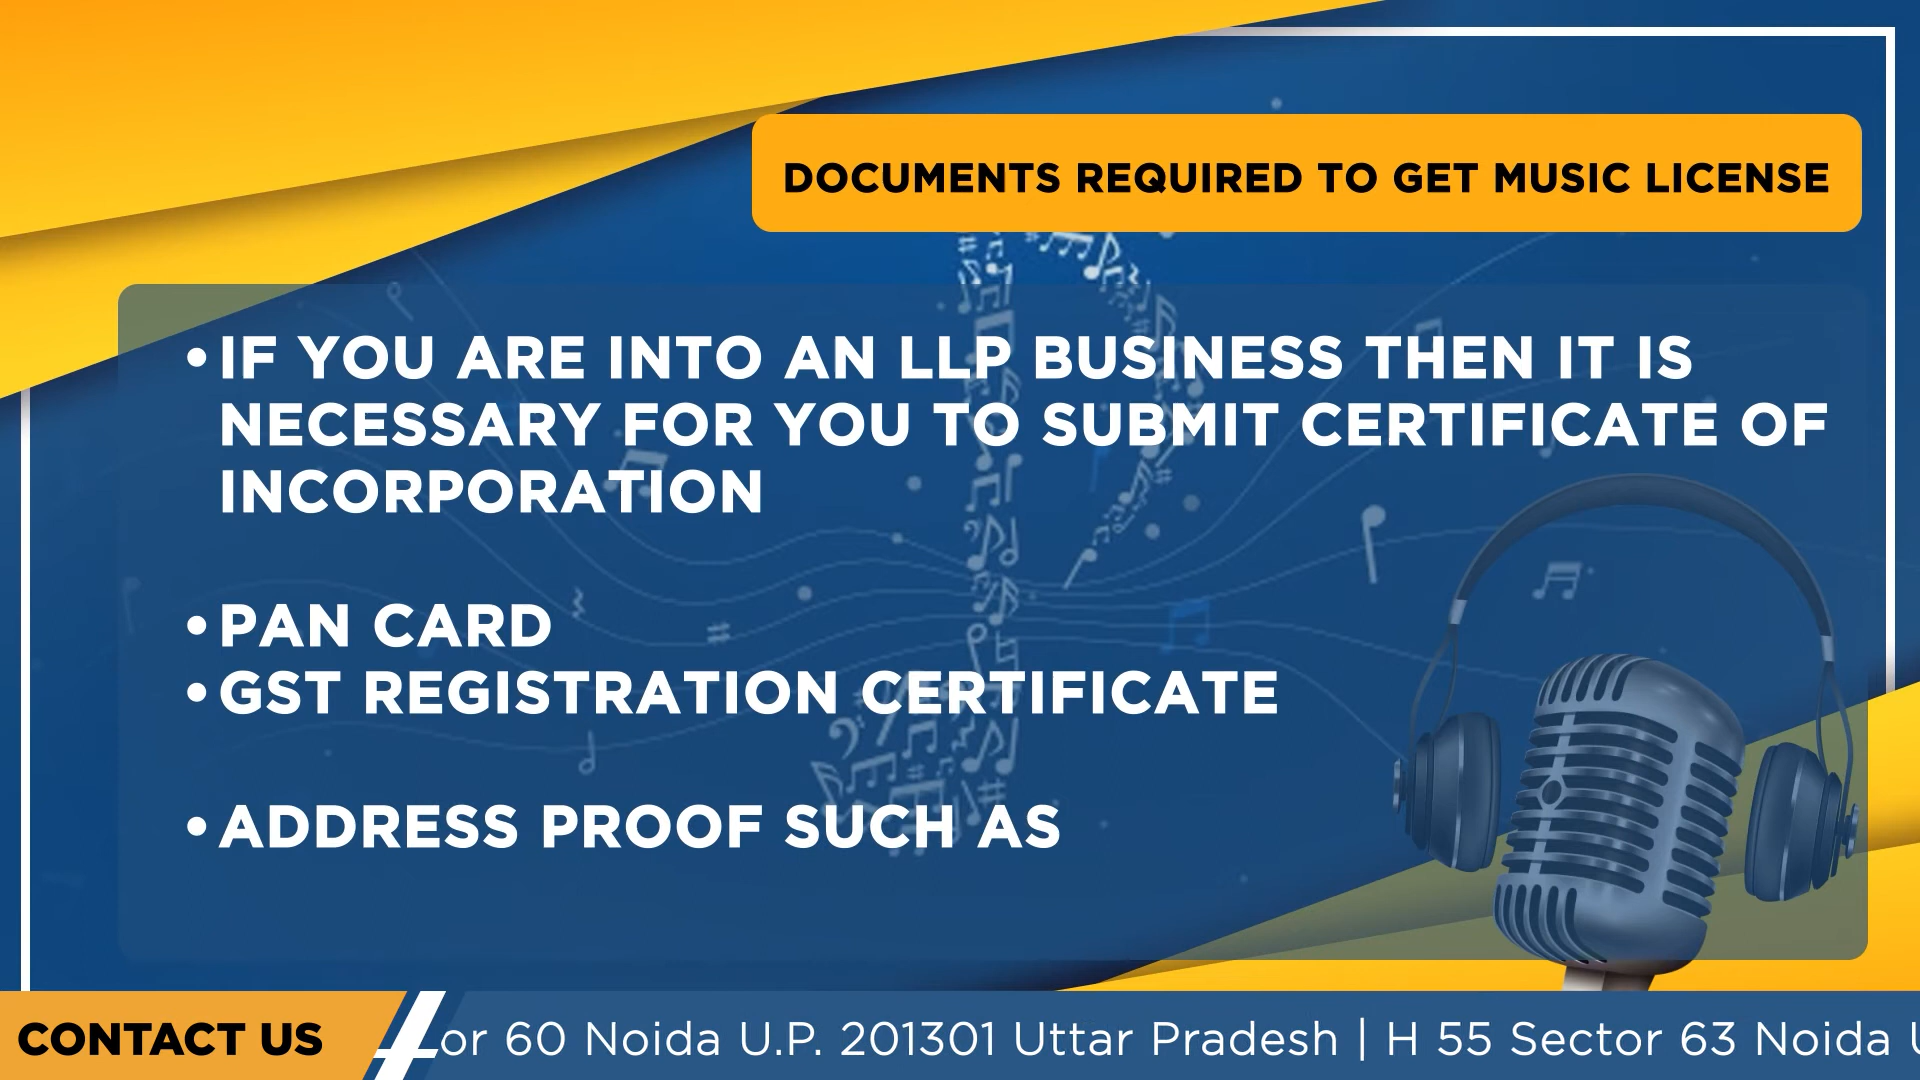 DOCUMENTS REQUIRED TO GET MUSIC LICENSE
• IF YOU ARE INTO AN LLP BUSINESS THEN IT IS
NECESSARY FOR YOU TO SUBMIT CERTIFICATE OF
INCORPORATION
• PAN CARD
• GST REGISTRATION CERTIFICATE
• ADDRESS PROOF SUCH AS
CONTACT US
or 60 Noida U.P. 201301 Uttar Pradesh | H 55 Sector 63 Noida